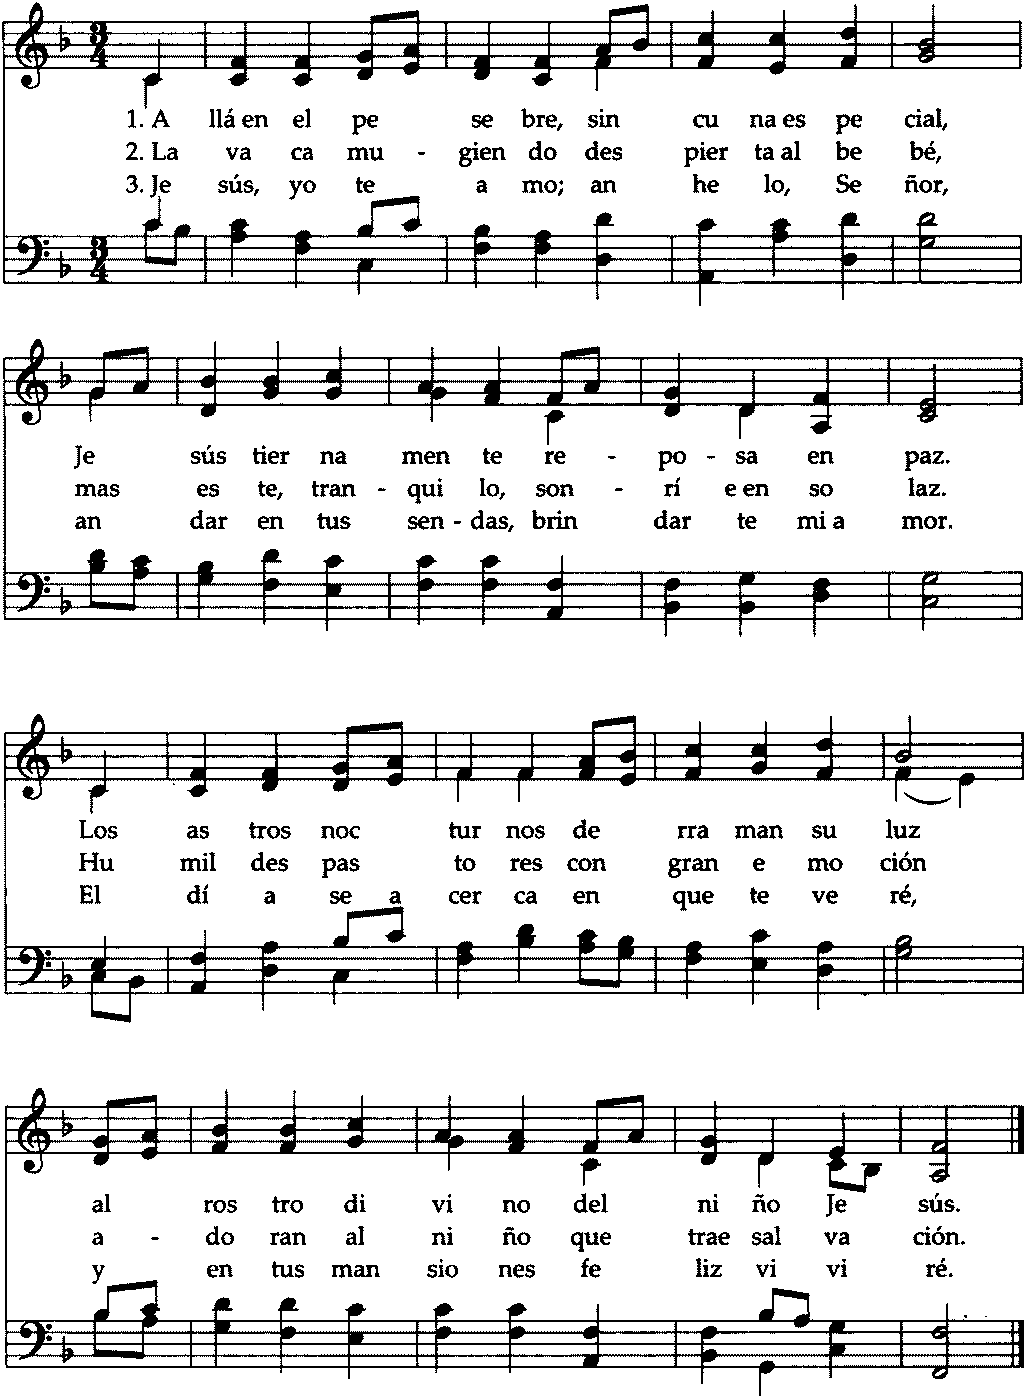 1. A llá en el pe se bre, sin cu na es pe cial,
2. La va ca mu - gien do des pier ta al be bé,
3. Je sús, yo te a mo; an he lo, Se ñor,
Je sús tier na men te re - po - sa en paz.
mas es te, tran - qui lo, son - rí e en so laz.
an dar en tus sen - das, brin dar te mi a mor.
Los as tros noc tur nos de rra man su luz
Hu mil des pas to res con gran e mo ción
El dí a se a cer ca en que te ve ré,
al ros tro di vi no del ni ño Je sús.
a - do ran al ni ño que trae sal va ción.
y en tus man sio nes fe liz vi vi ré.